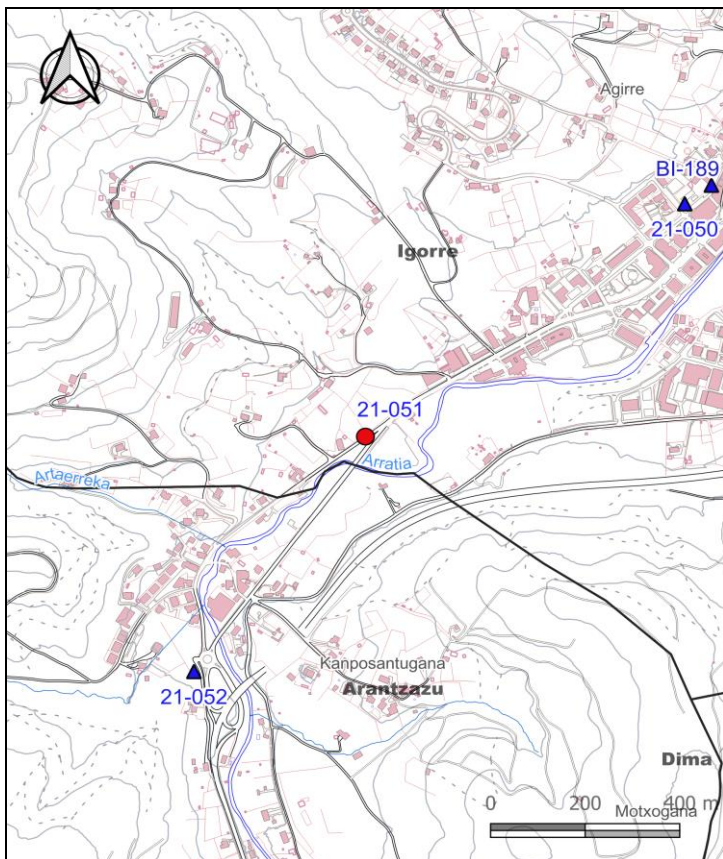 Agirre
BI-189
21-050
Igorre
21-051
Arratia
Artaerreka
Kanposantugana
Arantzazu
21-052
Dima
0 200 400 m
Motxogana